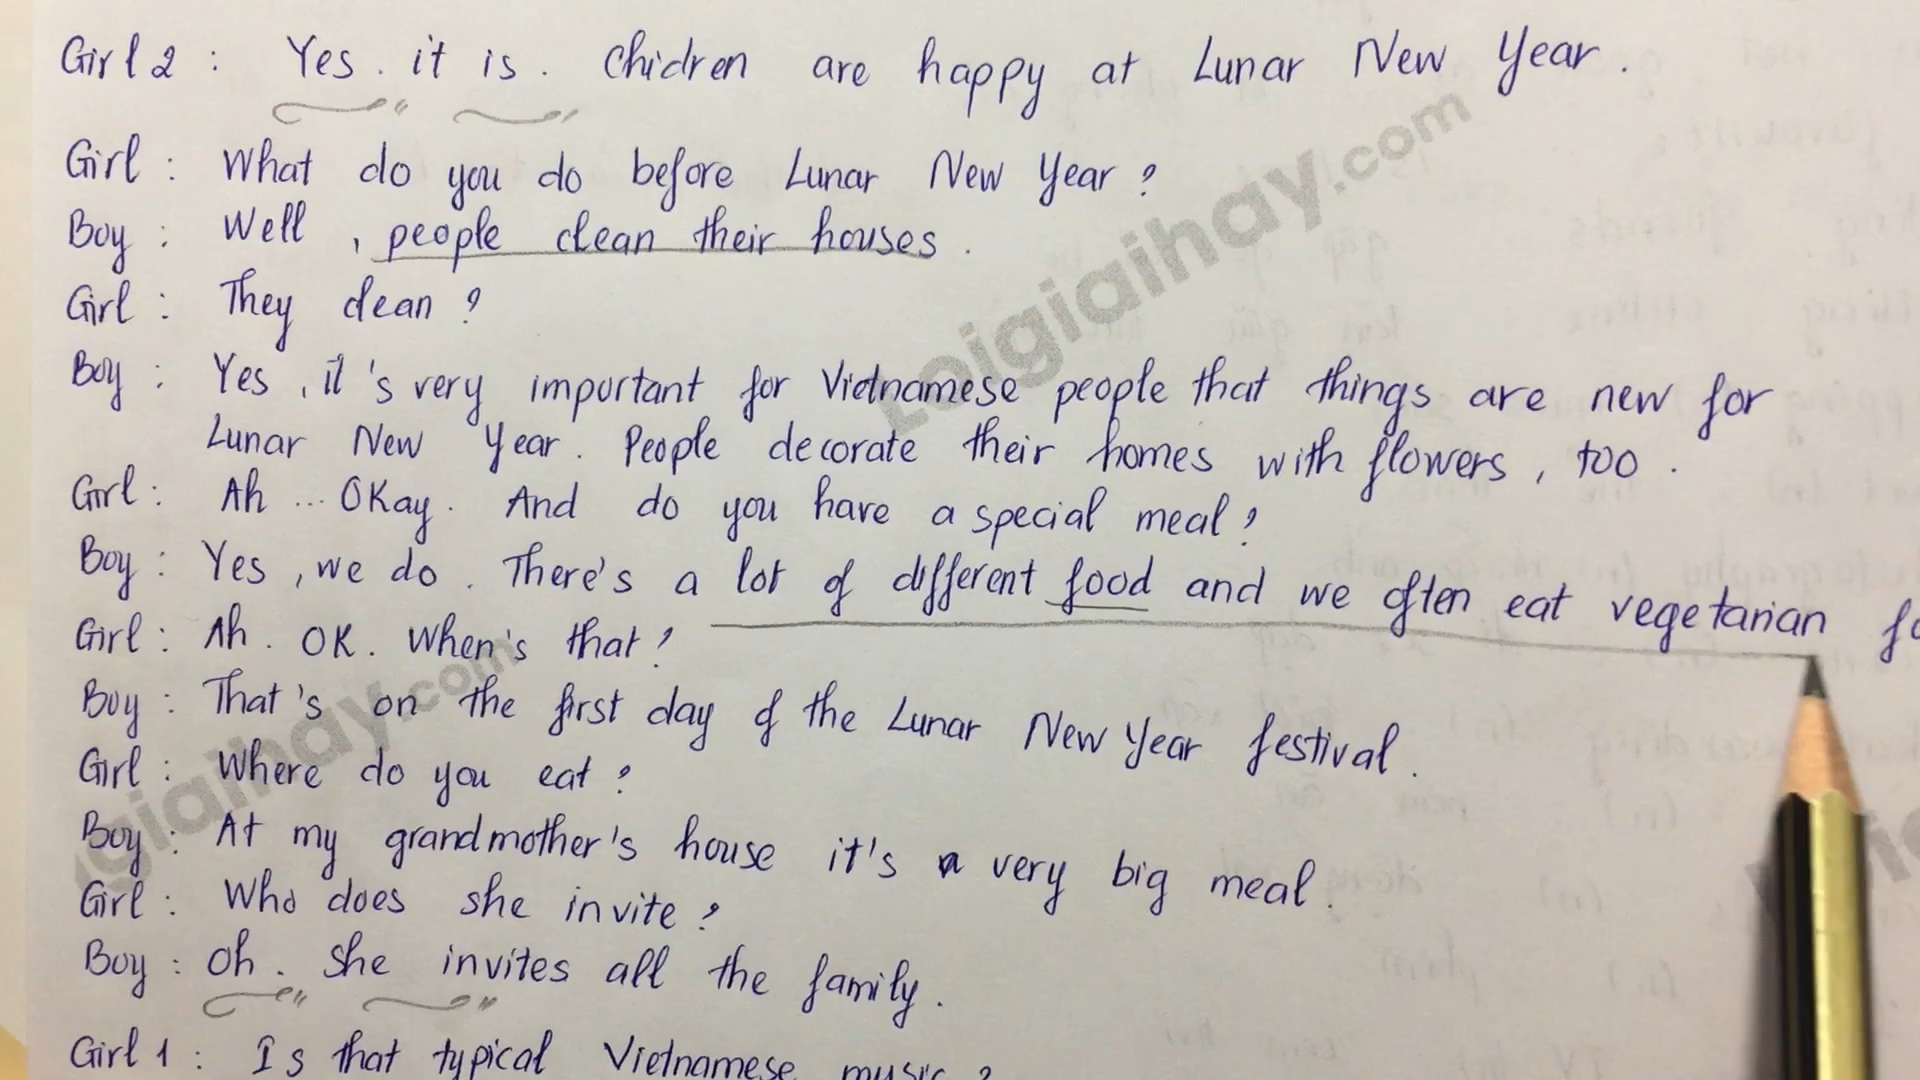 Girl 2 : Yes. it is. Chidren are happy at Lunar New Year.
Girl : What do you do before Lunar New Year?
Boy : Well, people clean their houses.
Girl : They clean?
Boy : Yes, it's very important for Vietnamese people that things are new for
Lunar New Year. People decorate their homes with flowers, too.
Girl : Ah ... Okay. And do you have a special meal?
Boy : Yes, we do. There's a lot of different food and we often eat vegetarian
Girl : Ah. OK. When's that?
Boy : That's on the first day of the Lunar New Year festival.
Girl : Where do you eat?
Boy : At my grandmother's house it's a very big meal.
Girl : Who does she invite?
Boy : Oh. She invites all the family.
Girl 1 : Is that typical Vietnamese music?
Loigiaihay.com